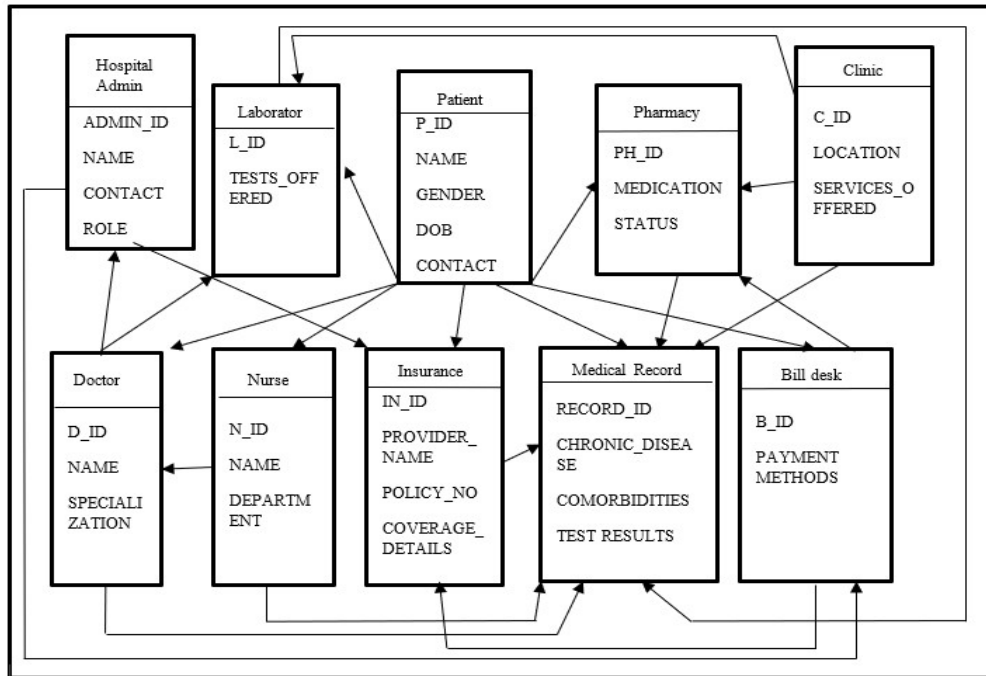 Hospital
Admin
ADMIN_ID
NAME
CONTACT
ROLE
Laborator
L_ID
TESTS_OFF
ERED
Patient
P_ID
NAME
GENDER
DOB
CONTACT
Pharmacy
PH_ID
MEDICATION
STATUS
Clinic
C_ID
LOCATION
SERVICES_O
FFERED
Doctor
D_ID
NAME
SPECIALI
ZATION
Nurse
N_ID
NAME
DEPARTM
ENT
Insurance
IN_ID
PROVIDER_
NAME
POLICY_NO
COVERAGE_
DETAILS
Medical Record
RECORD_ID
CHRONIC_DISEA
SE
COMORBIDITIES
TEST RESULTS
Bill desk
B_ID
PAYMENT
METHODS